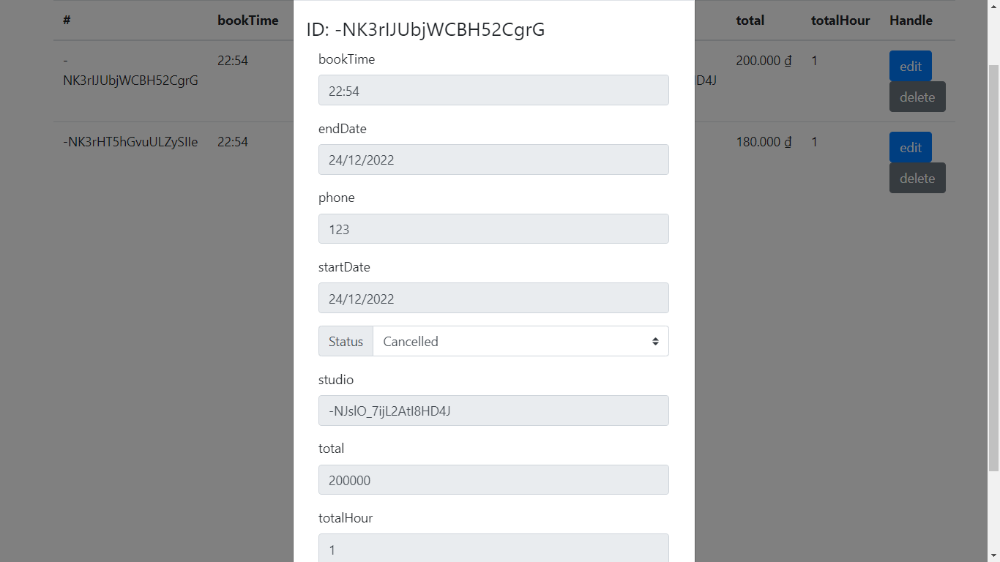 # bookTime total totalHour Handle
-
NK3rIJUbjWCBH52CgrG 22:54 HD4J 200.000 ₫ 1 edit
delete
-NK3rHT5hGvuULZySIIe 22:54 180.000 ₫ 1 edit
delete
ID: -NK3rIJUbjWCBH52CgrG
bookTime
22:54
endDate
24/12/2022
phone
123
startDate
24/12/2022
Status Cancelled
studio
-NJslO_7ijL2AtI8HD4J
total
200000
totalHour
1